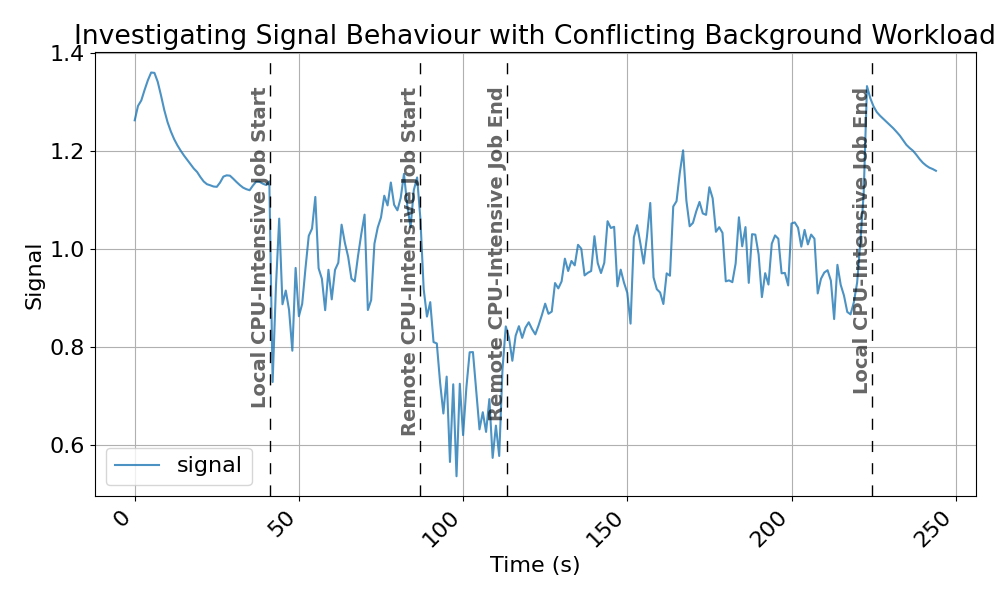 Investigating Signal Behaviour with Conflicting Background Workload
1.4
1.2
1.0
0.8
0.6
Signal
Local CPU-Intensive Job Start
Remote CPU-Intensive Job Start
Remote CPU-Intensive Job End
Local CPU-Intensive Job End
signal
0
50
100
150
200
250
Time (s)